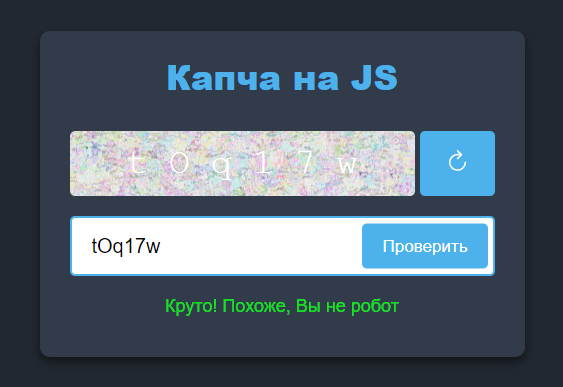 Капча на JS
t O q 1 7 w
tOq17w
Проверить
Круто! Похоже, Вы не робот